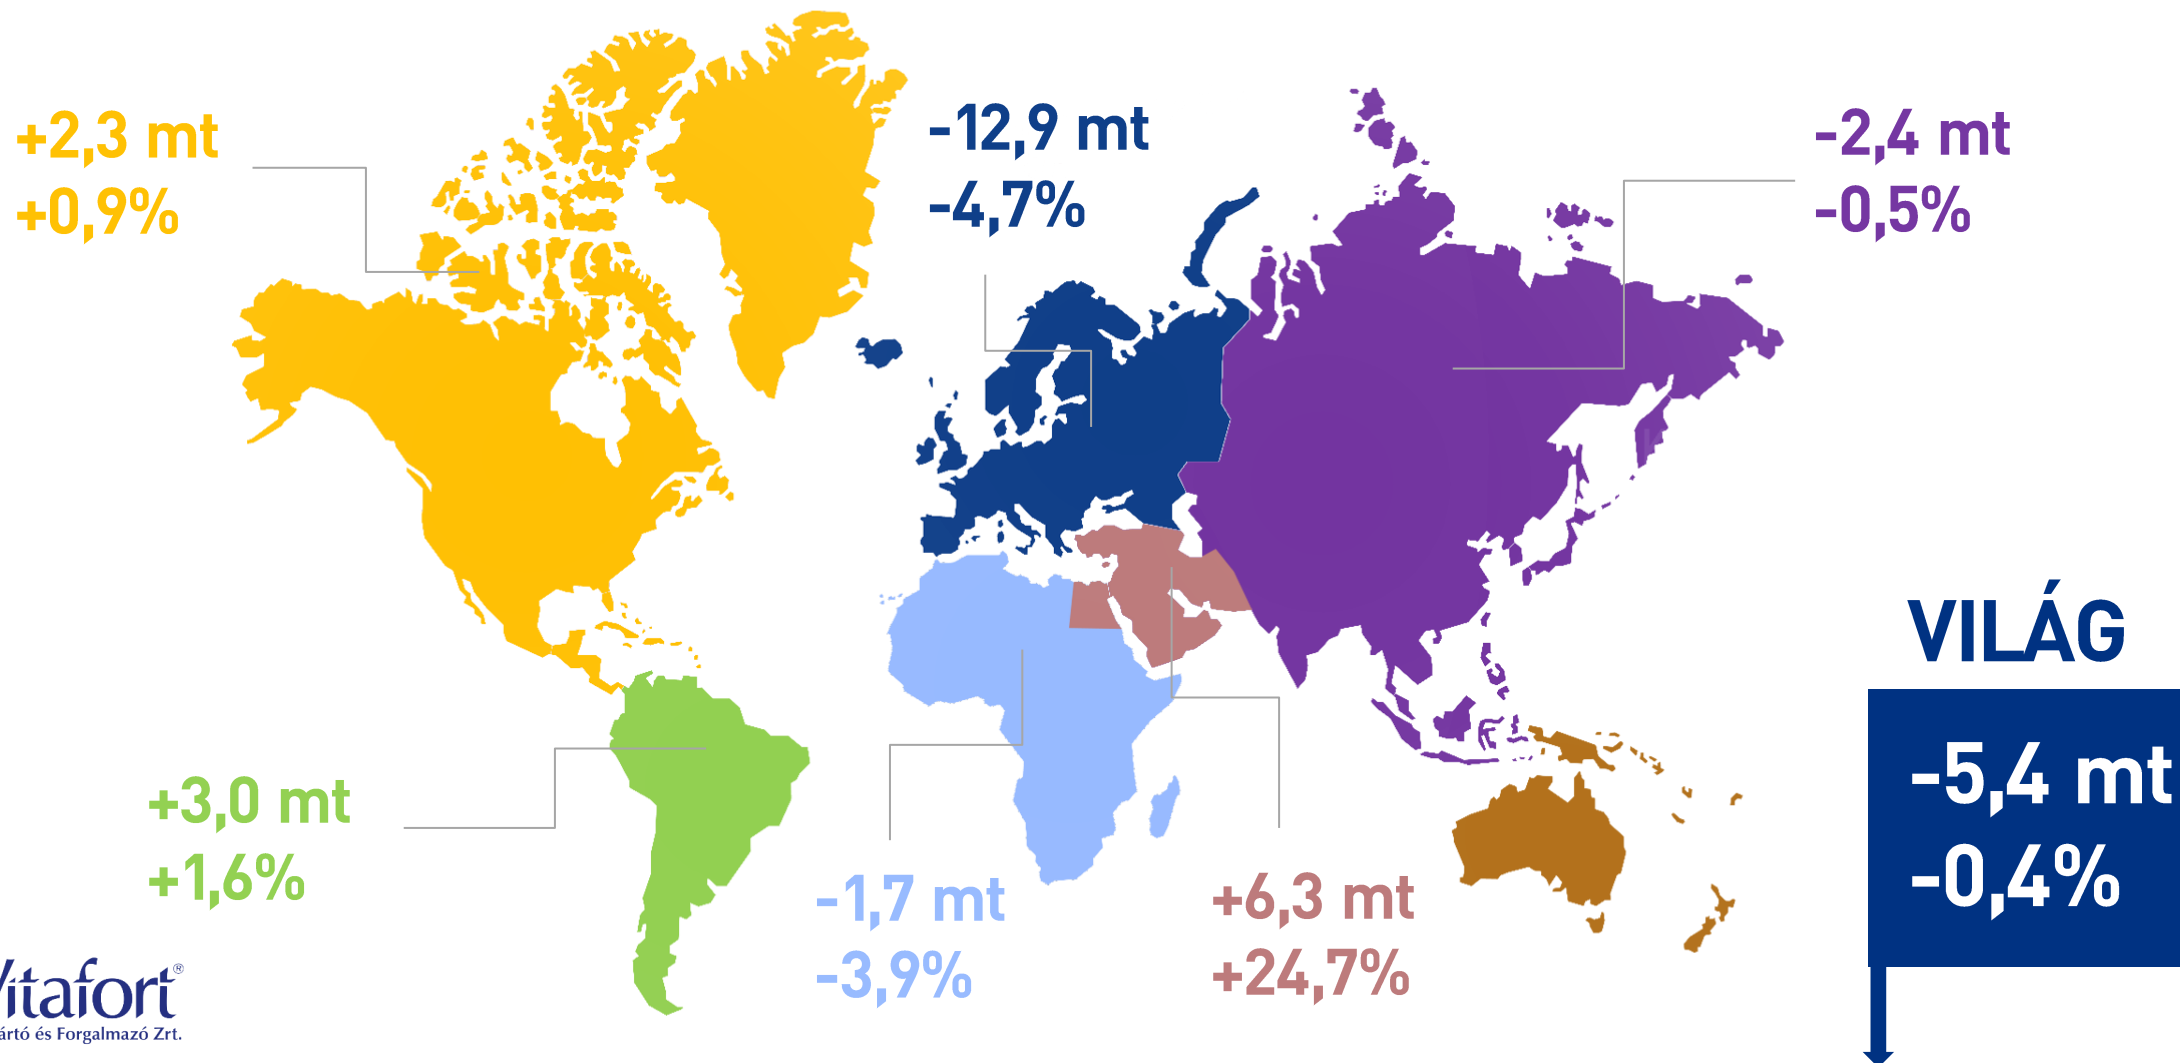 +2,3 mt
+0,9%
-12,9 mt
-4,7%
-2,4 mt
-0,5%
VILÁG
-5,4 mt
-0,4%
+3,0 mt
+1,6%
-1,7 mt
-3,9%
+6,3 mt
+24,7%
Vitafort®
ártó és Forgalmazó Zrt.